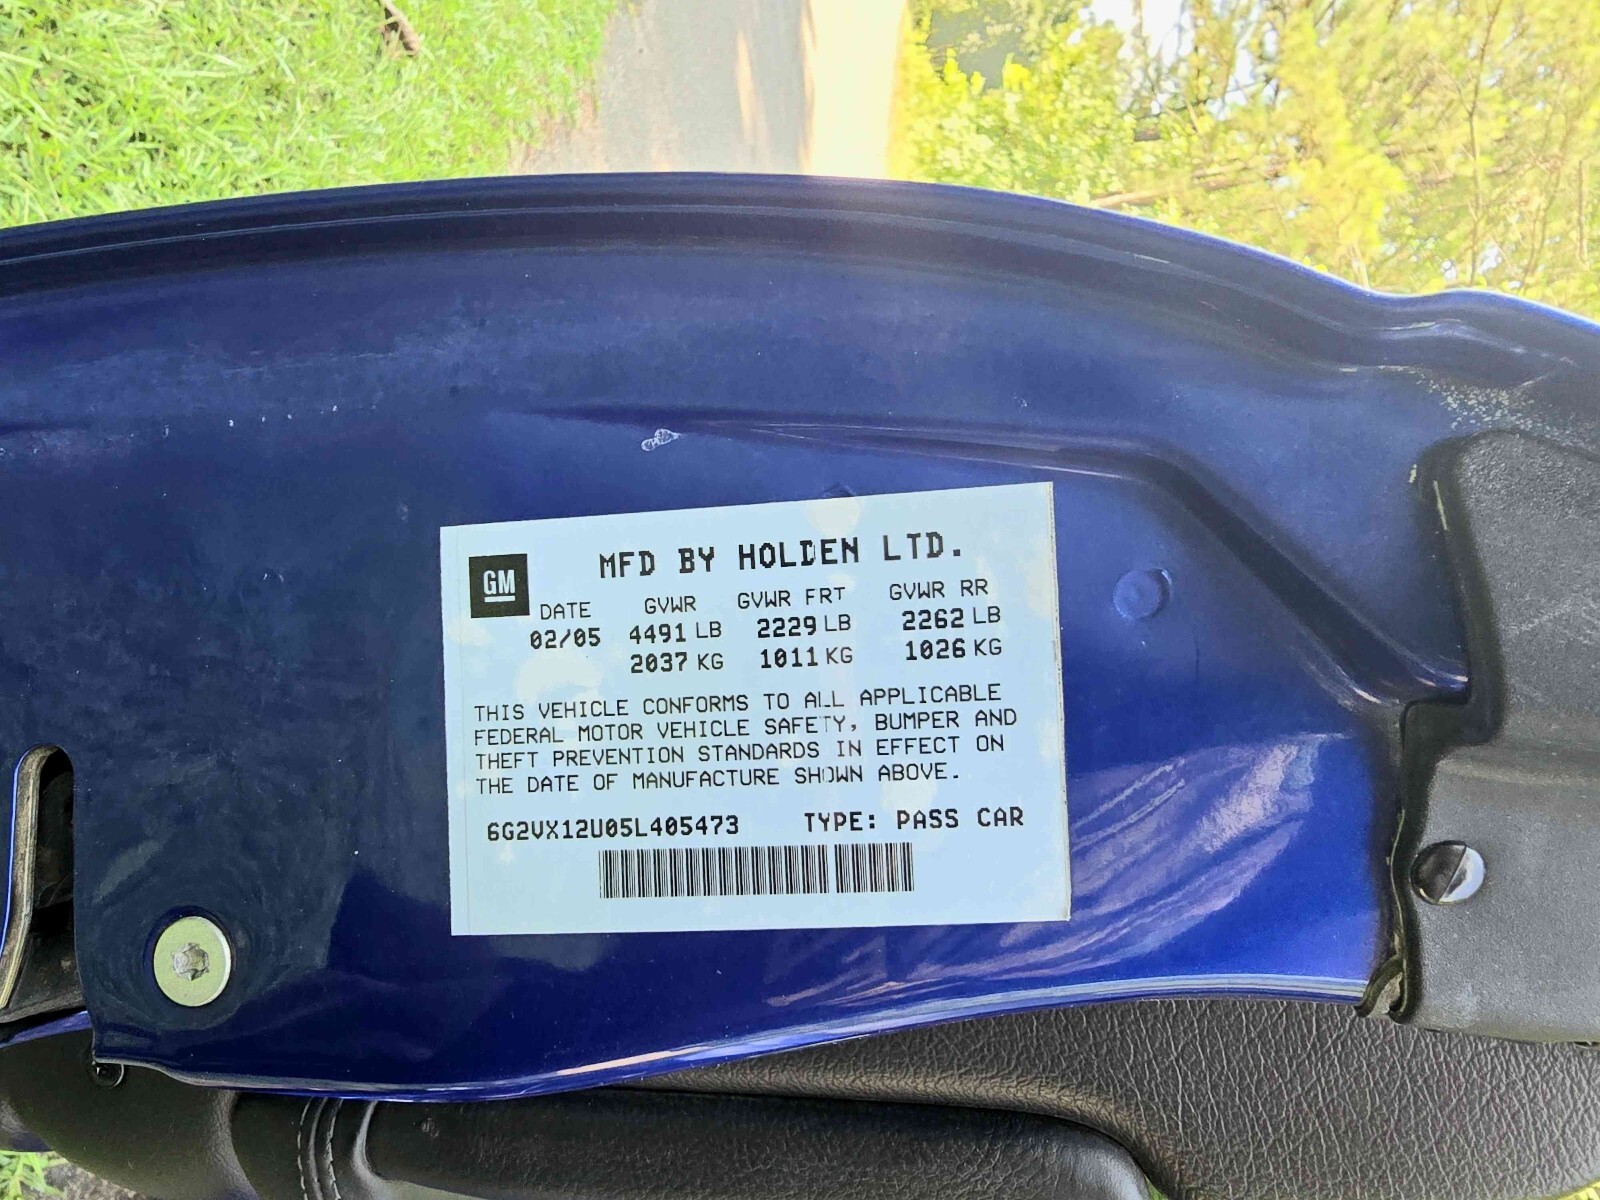 GM
MFD BY HOLDEN LTD.
DATE GVWR GVWR FRT GVWR RR
02/05 4491 LB 2229 LB 2262 LB
2037 KG 1011 KG 1026 KG
THIS VEHICLE CONFORMS TO ALL APPLICABLE
FEDERAL MOTOR VEHICLE SAFETY, BUMPER AND
THEFT PREVENTION STANDARDS IN EFFECT ON
THE DATE OF MANUFACTURE SHOWN ABOVE.
6G2VX12U05L405473 TYPE: PASS CAR